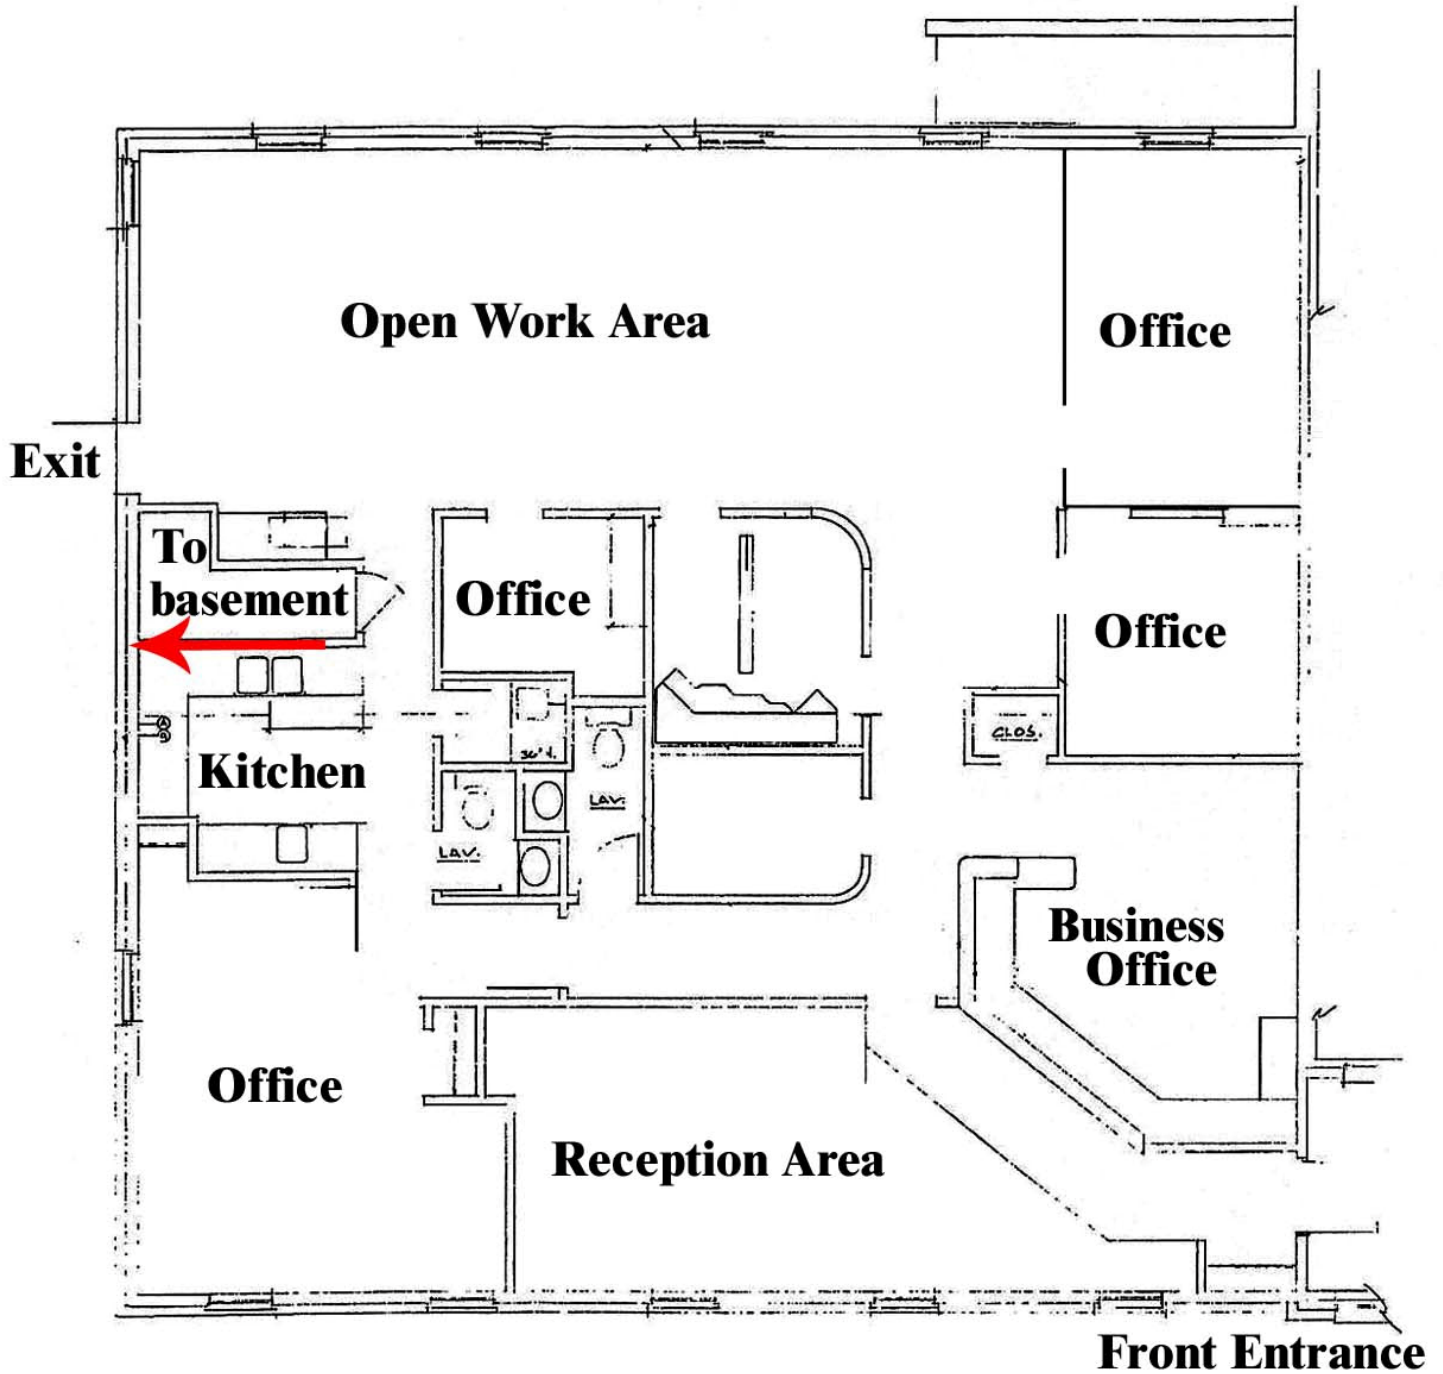 Open Work Area
Office
Exit
To
basement
Office
Office
CLOS.
Kitchen
LAV.
LAV.
Business
Office
Office
Reception Area
Front Entrance